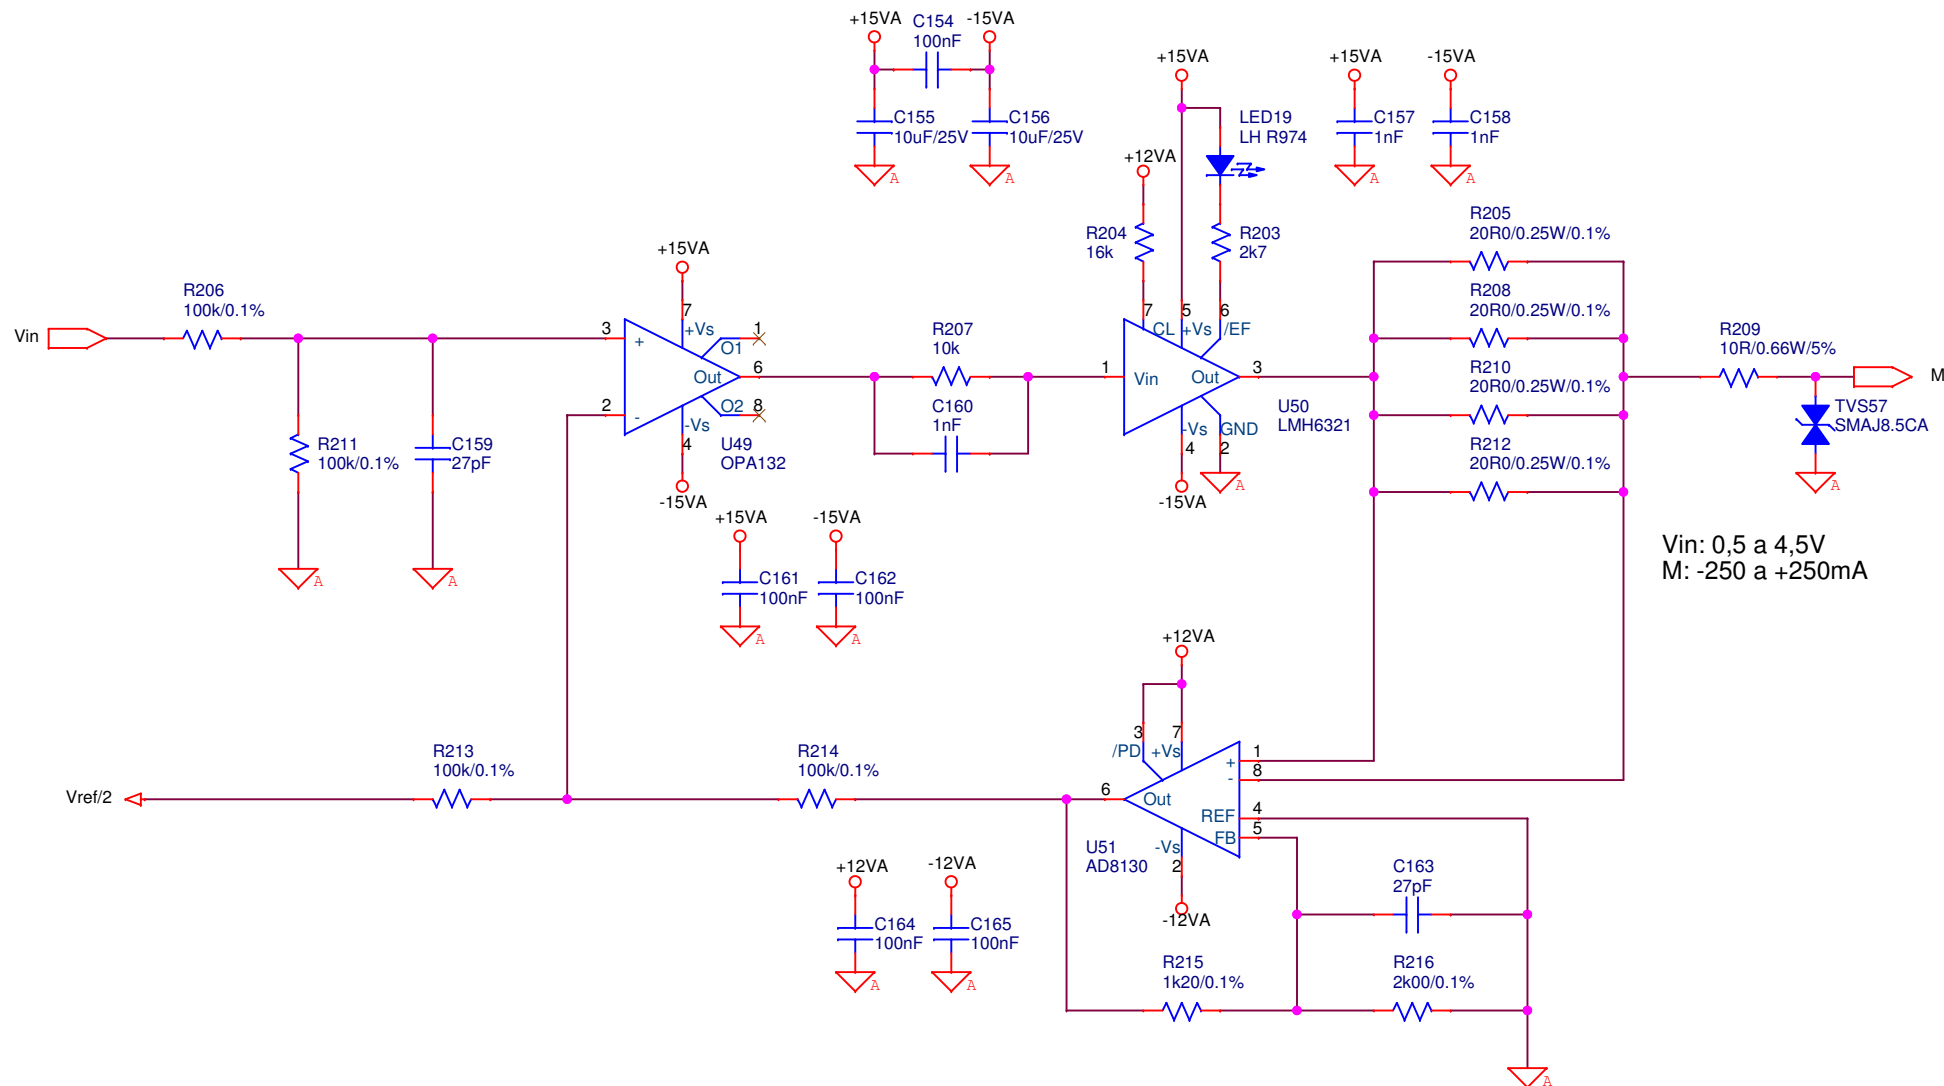 +15VA
C154
100nF
-15VA
C155
10uF/25V
C156
10uF/25V
A
A
+15VA
LED19
LH R974
+12VA
R204
16k
R203
2k7
+15VA
C157
1nF
-15VA
C158
1nF
A
A
R205
20R0/0.25W/0.1%
R208
20R0/0.25W/0.1%
R210
20R0/0.25W/0.1%
R212
20R0/0.25W/0.1%
R209
10R/0.66W/5%
M
TVS57
SMAJ8.5CA
A
Vin
R206
100k/0.1%
R211
100k/0.1%
C159
27pF
A
A
+15VA
7
+Vs
1
O1
3
+
Out
6
2
-
O2
8
-Vs
4
U49
OPA132
-15VA
R207
10k
C160
1nF
7
5
6
CL
+Vs
/EF
1
Vin
Out
3
-Vs
GND
4
2
U50
LMH6321
-15VA
A
+15VA
C161
100nF
-15VA
C162
100nF
A
A
Vin: 0,5 a 4,5V
M: -250 a +250mA
+12VA
3
7
/PD
+Vs
1
+
8
-
6
Out
REF
4
FB
5
-Vs
2
U51
AD8130
-12VA
Vref/2
R213
100k/0.1%
R214
100k/0.1%
+12VA
C164
100nF
-12VA
C165
100nF
A
A
C163
27pF
R215
1k20/0.1%
R216
2k00/0.1%
A